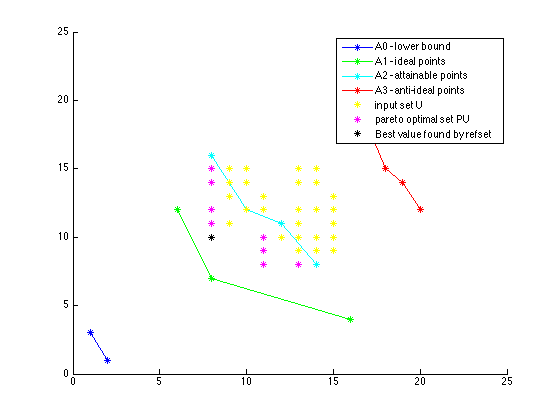 25
20
15
10
5
0
0
5
10
15
20
25
A0 - lower bound
A1 - ideal points
A2 - attainable points
A3 - anti-ideal points
input set U
pareto optimal set PU
Best value found by refset